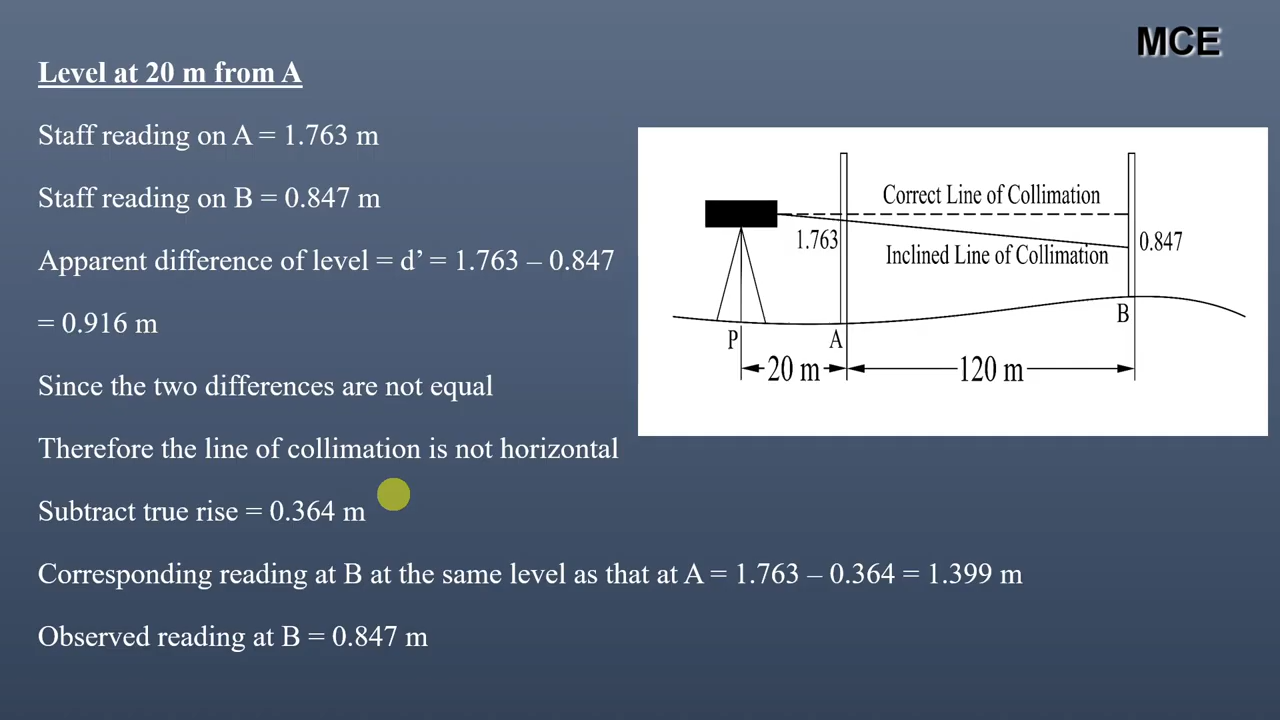 MCE
Level at 20 m from A
Staff reading on A = 1.763 m
Staff reading on B = 0.847 m
Apparent difference of level = d’ = 1.763 – 0.847
= 0.916 m
Since the two differences are not equal
Therefore the line of collimation is not horizontal
Subtract true rise = 0.364 m
Corresponding reading at B at the same level as that at A = 1.763 – 0.364 = 1.399 m
Observed reading at B = 0.847 m
Correct Line of Collimation
1.763
0.847
Inclined Line of Collimation
B
P
A
20 m
120 m